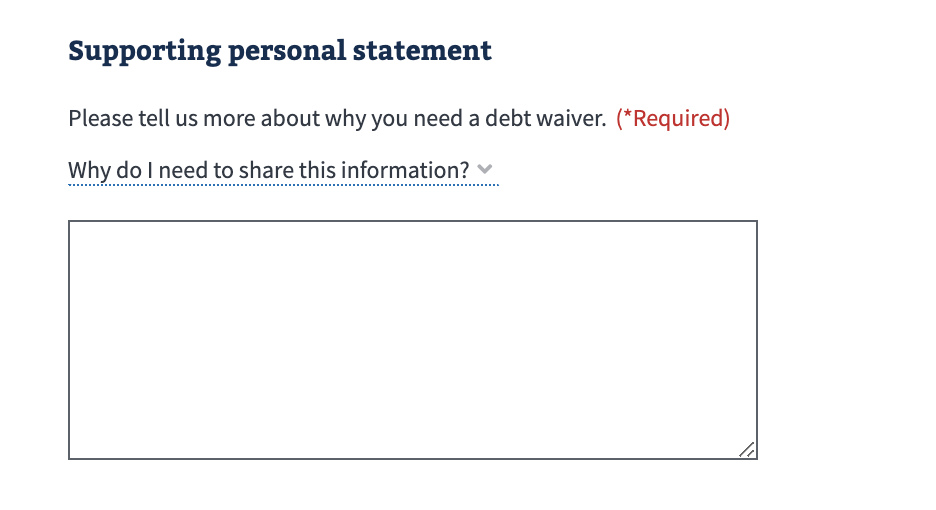 Supporting personal statement
Please tell us more about why you need a debt waiver. (*Required)
Why do I need to share this information?